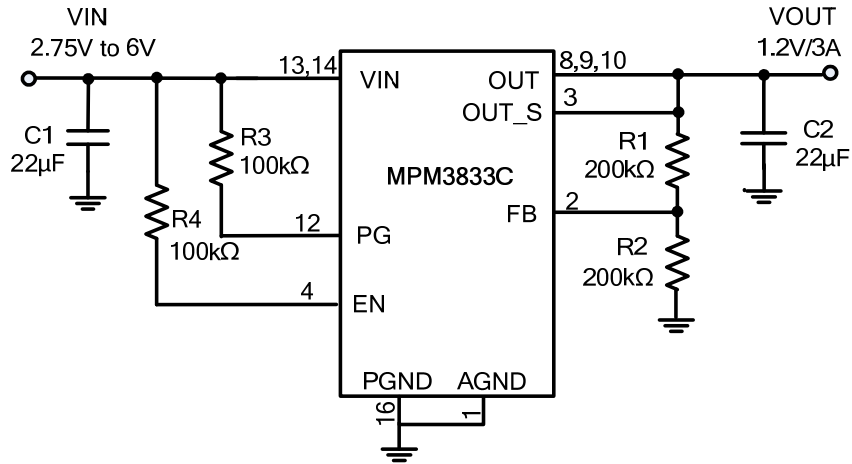 VIN
2.75V to 6V
VOUT
1.2V/3A
13,14
VIN
OUT
8,9,10
OUT_S
3
C1
22µF
R3
100kΩ
MPM3833C
R1
200kΩ
C2
22µF
R4
100kΩ
12
PG
FB
2
R2
200kΩ
4
EN
PGND
AGND
16
1